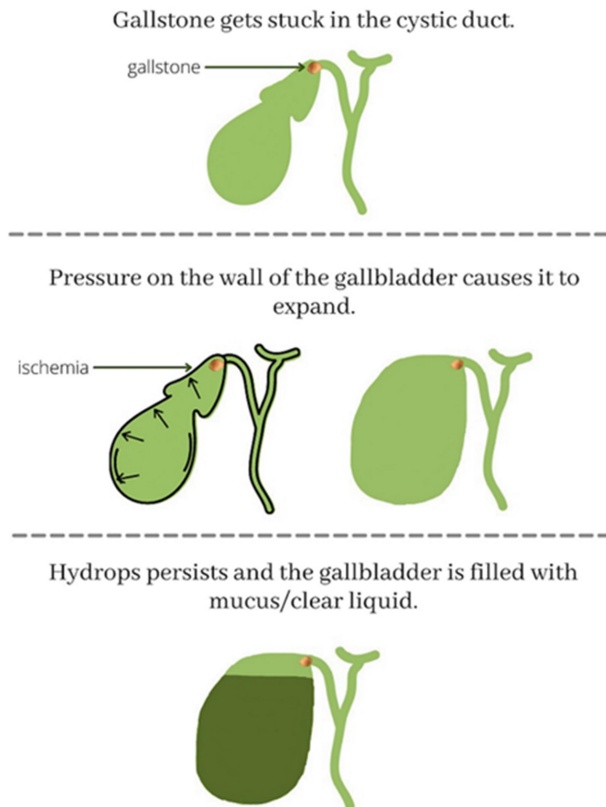 Gallstone gets stuck in the cystic duct.
gallstone
Pressure on the wall of the gallbladder causes it to
expand.
ischemia
Hydrops persists and the gallbladder is filled with
mucus/clear liquid.